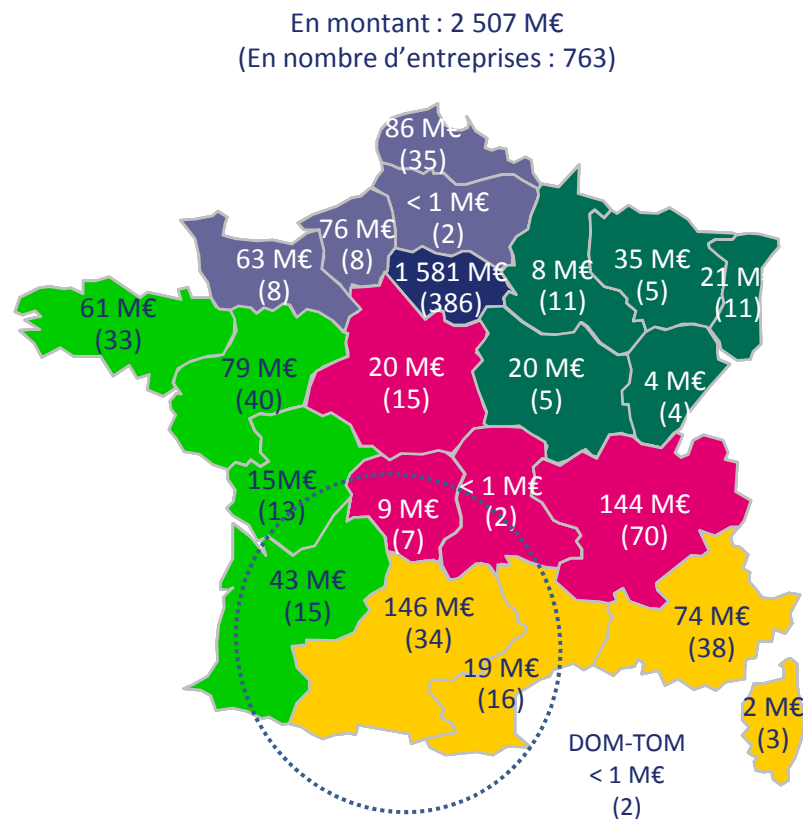 En montant : 2 507 M€
(En nombre d’entreprises : 763)
86 M€
(35)
< 1 M€
(2)
76 M€
(8)
63 M€
(8)
1 581 M€
(386)
8 M€
(11)
35 M€
(5)
21 M
(11)
61 M€
(33)
79 M€
(40)
20 M€
(15)
20 M€
(5)
4 M€
(4)
15M€
(13)
9 M€
(7)
< 1 M€
(2)
144 M€
(70)
43 M€
(15)
146 M€
(34)
19 M€
(16)
74 M€
(38)
2 M€
(3)
DOM-TOM
< 1 M€
(2)